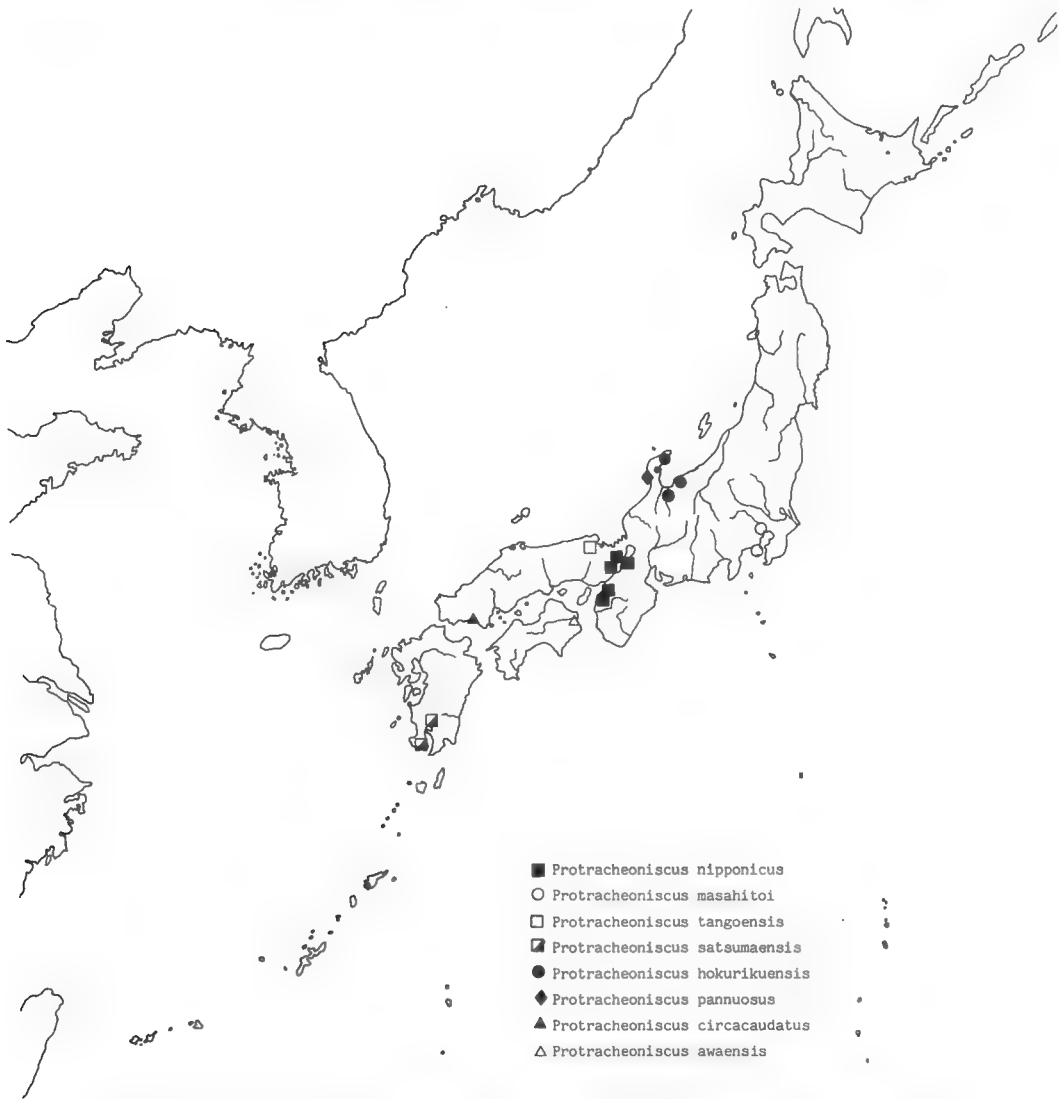 Protracheoniscus nipponicus
Protracheoniscus masahitoi
Protracheoniscus tangoensis
Protracheoniscus satsumaensis
Protracheoniscus hokurikuensis
Protracheoniscus pannuosus
Protracheoniscus circacaudatus
Protracheoniscus awaensis